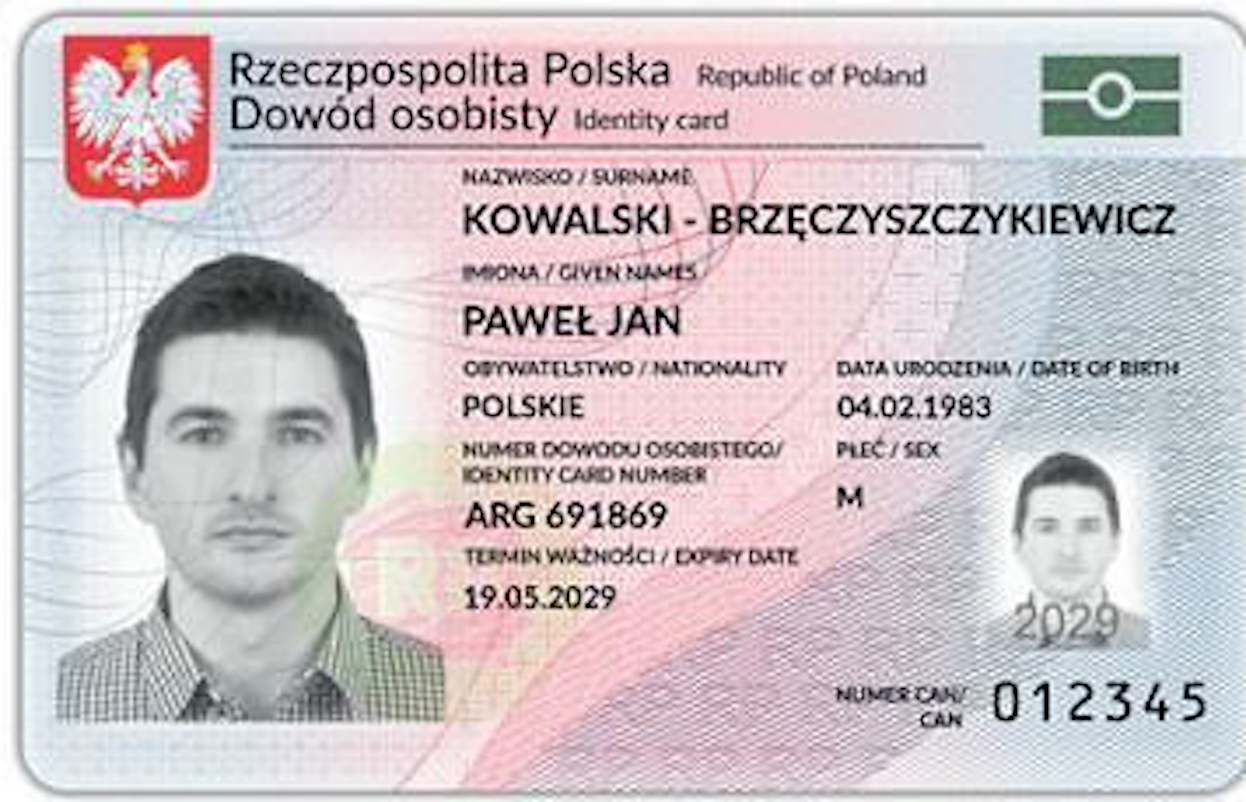 Rzeczpospolita Polska Republic of Poland
Dowód osobisty Identity card
NAZWISKO / SURNAME
KOWALSKI - BRZĘCZYSZCZYKIEWICZ
IMIONA / GIVEN NAMES
PAWEŁ JAN
OBYWATELSTWO / NATIONALITY DATA URODZENIA / DATE OF BIRTH
POLSKIE 04.02.1983
NUMER DOWODU OSOBISTEGO/ PŁEĆ / SEX
IDENTITY CARD NUMBER
ARG 691869 M
TERMIN WAŻNOŚCI / EXPIRY DATE
19.05.2029
2029
NUMER CAN/ 012345
CAN